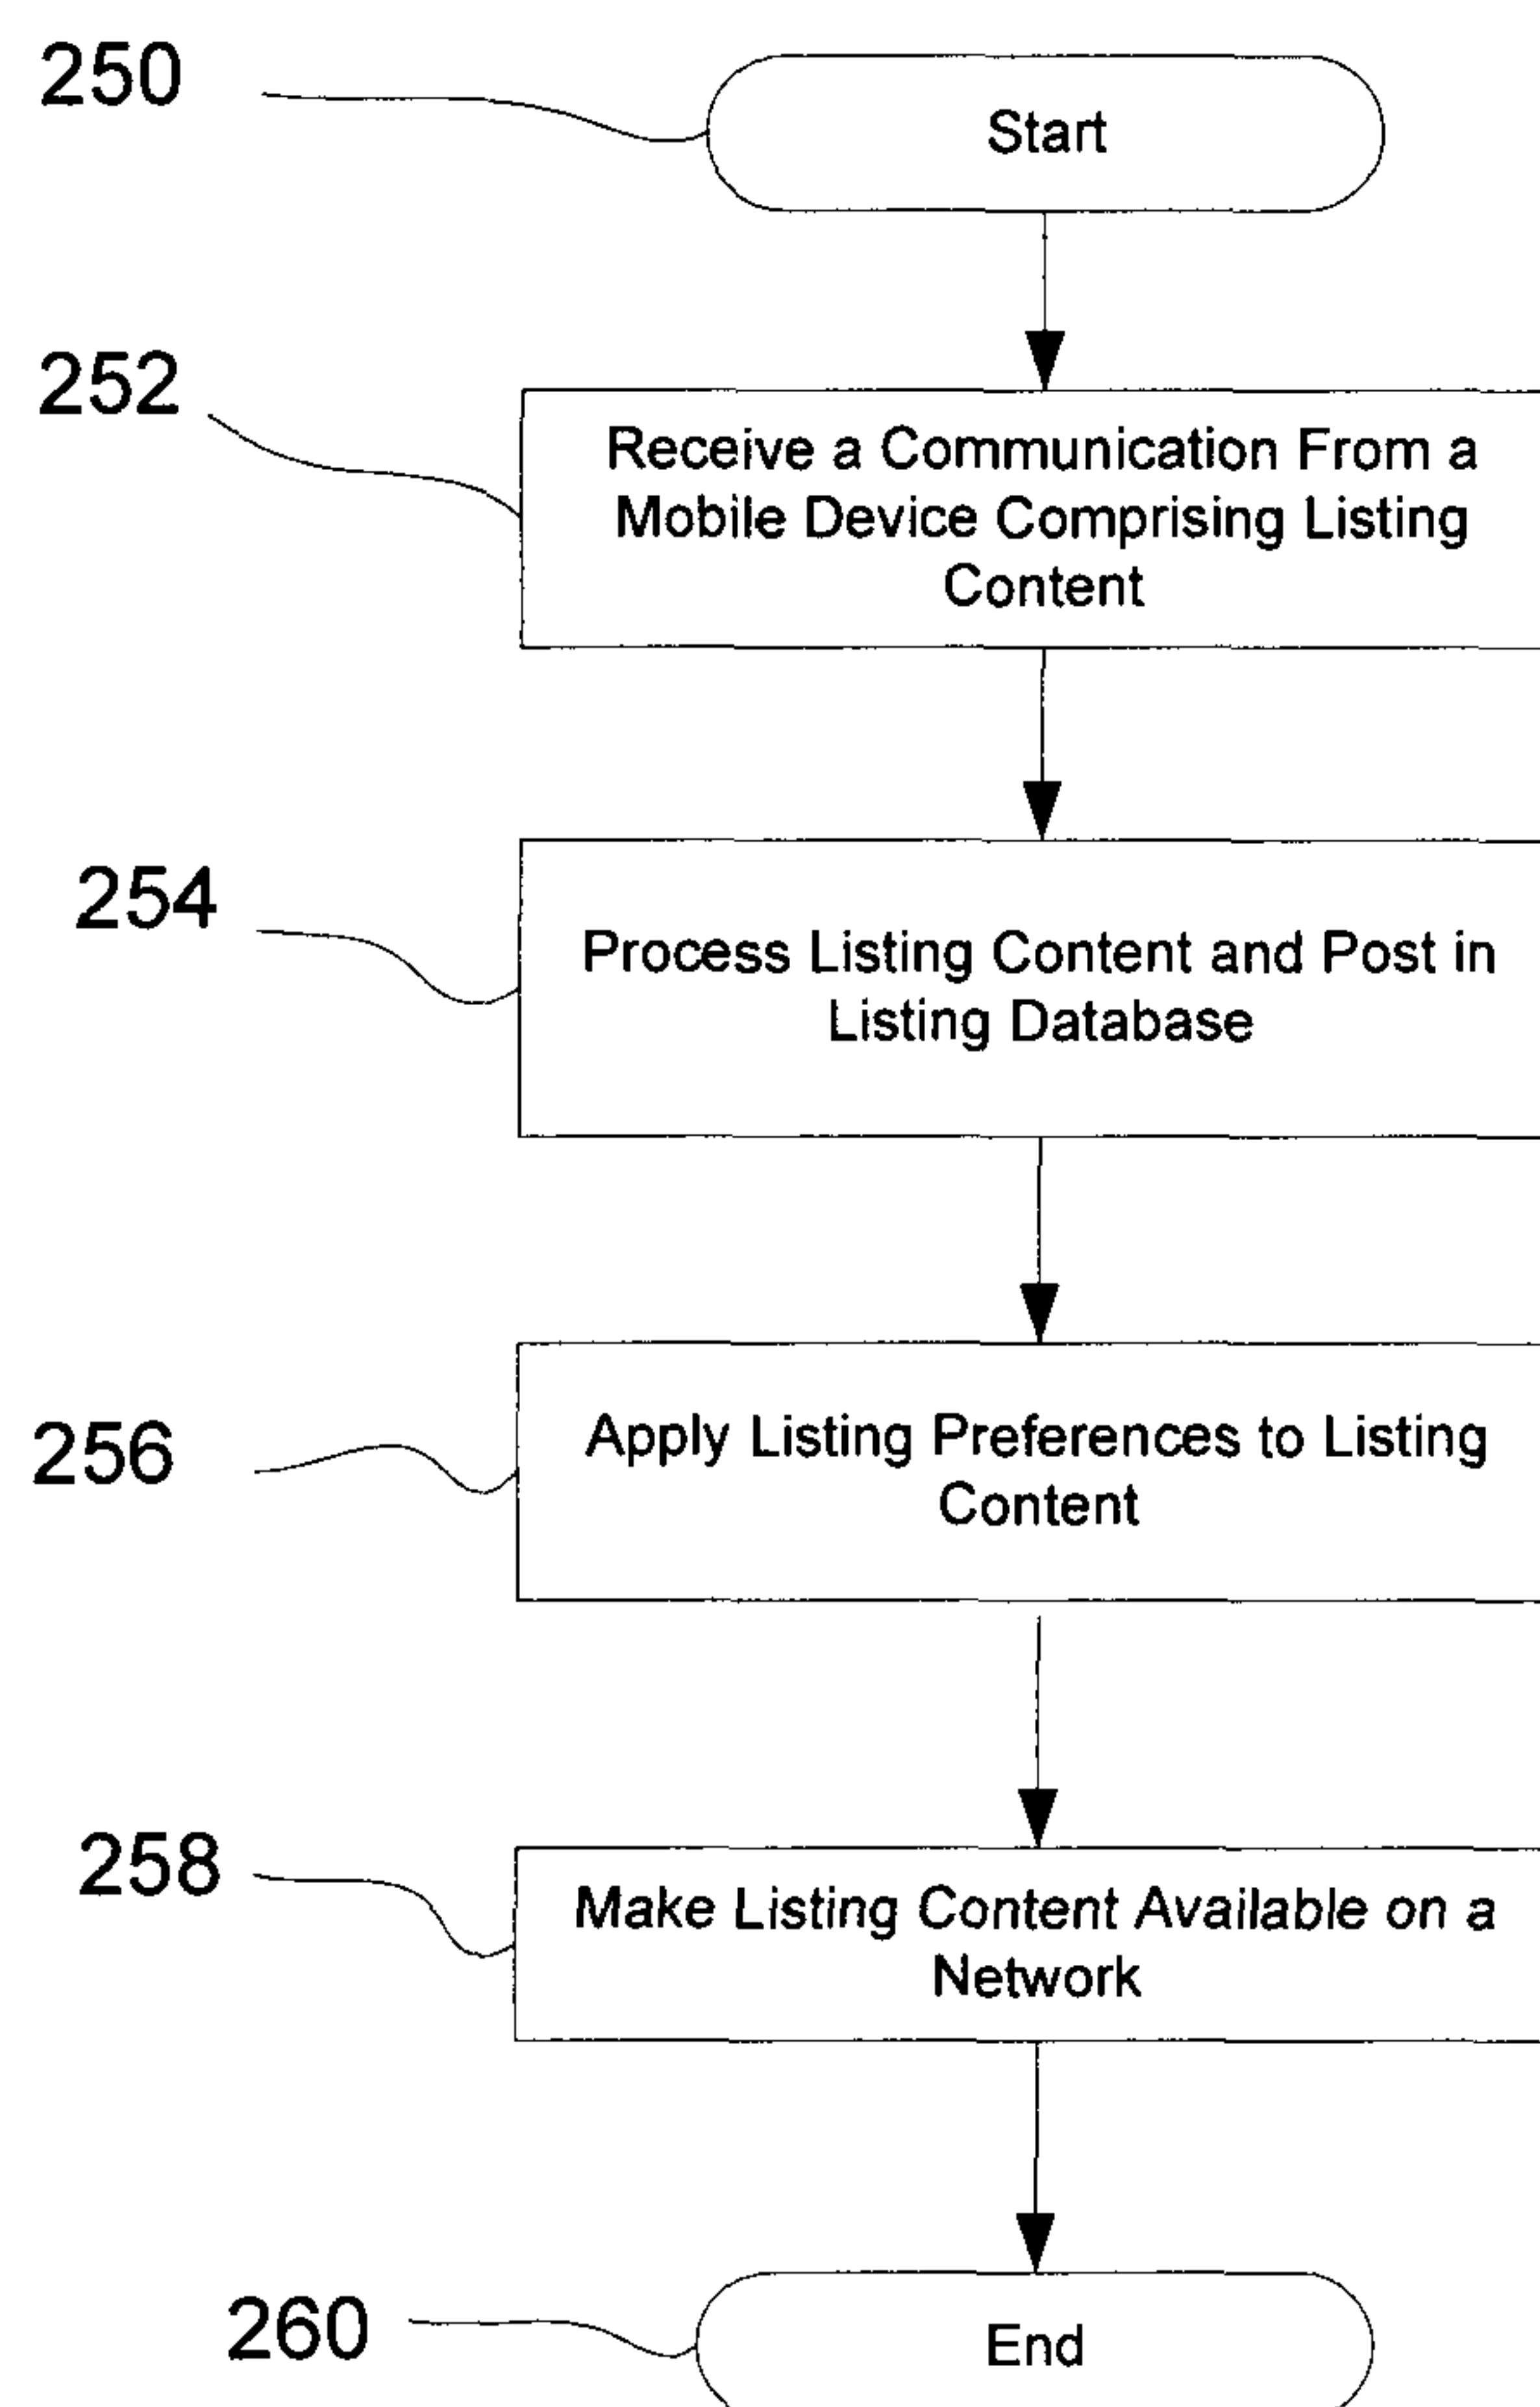 250
Start
252
Receive a Communication From a
Mobile Device Comprising Listing
Content
254
Process Listing Content and Post in
Listing Database
256
Apply Listing Preferences to Listing
Content
258
Make Listing Content Available on a
Network
260
End